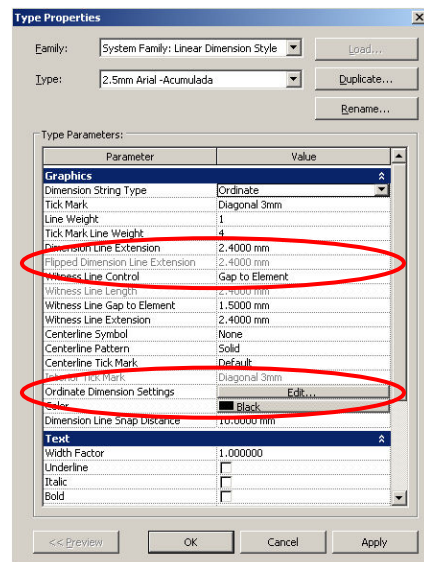 Type Properties
Family: System Family: Linear Dimension Style Load...
Type: 2.5mm Arial -Acumulada Duplicate...
Rename...
Type Parameters:
Parameter Value
Graphics
Dimension String Type Ordinate
Tick Mark Diagonal 3mm
Line Weight 1
Tick Mark Line Weight 4
Dimension Line Extension 2.4000 mm
Flipped Dimension Line Extension 2.4000 mm
Witness Line Control Gap to Element
Witness Line Length 2.4000 mm
Witness Line Gap to Element 1.5000 mm
Witness Line Extension 2.4000 mm
Centerline Symbol None
Centerline Pattern Solid
Centerline Tick Mark Default
Interior Tick Mark Diagonal 3mm
Ordinate Dimension Settings Edit...
Color Black
Dimension Line Snap Distance 10.0000 mm
Text
Width Factor 1.000000
Underline
Italic
Bold
<< Preview OK Cancel Apply